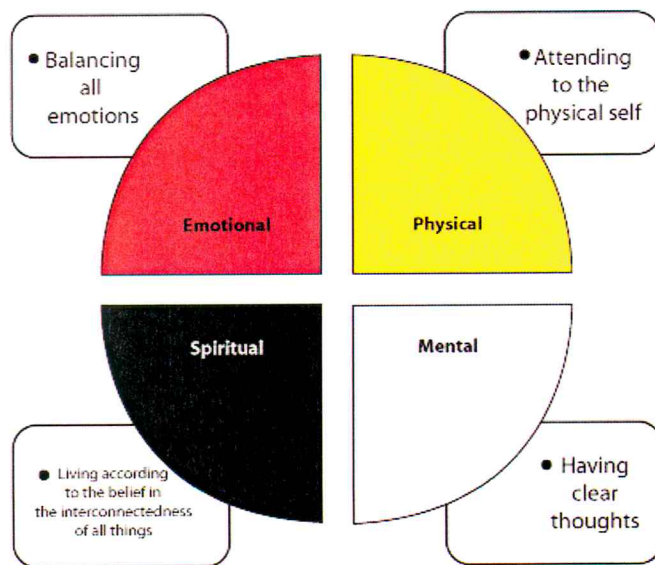 • Balancing
all
emotions
• Attending
to the
physical self
Emotional
Physical
Spiritual
Mental
• Living according
to the belief in
the interconnectedness
of all things
• Having
clear
thoughts